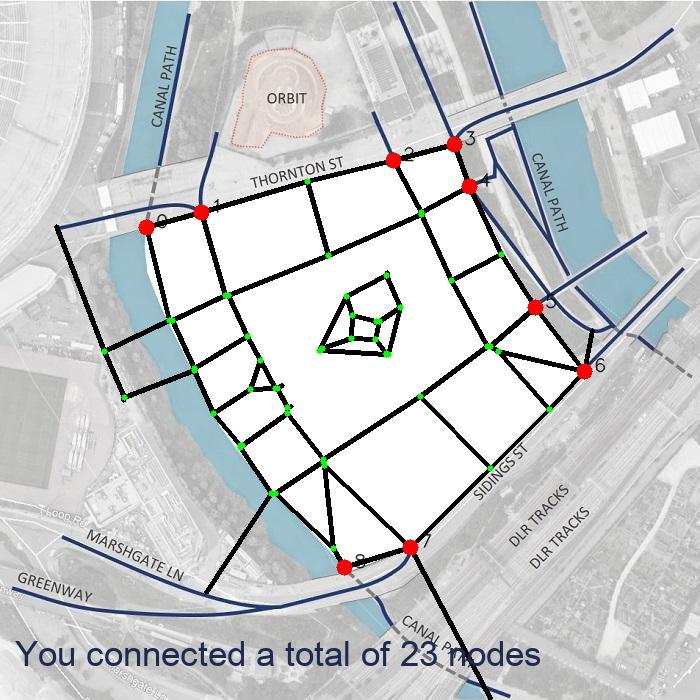 CANAL PATH
ORBIT
THORNTON ST
CANAL PATH
0
1
2
3
4
5
6
7
8
SIDINGS ST
DLR TRACKS
DLR TRACKS
MARSHGATE LN
GREENWAY
CANAL PATH
You connected a total of 23 nodes